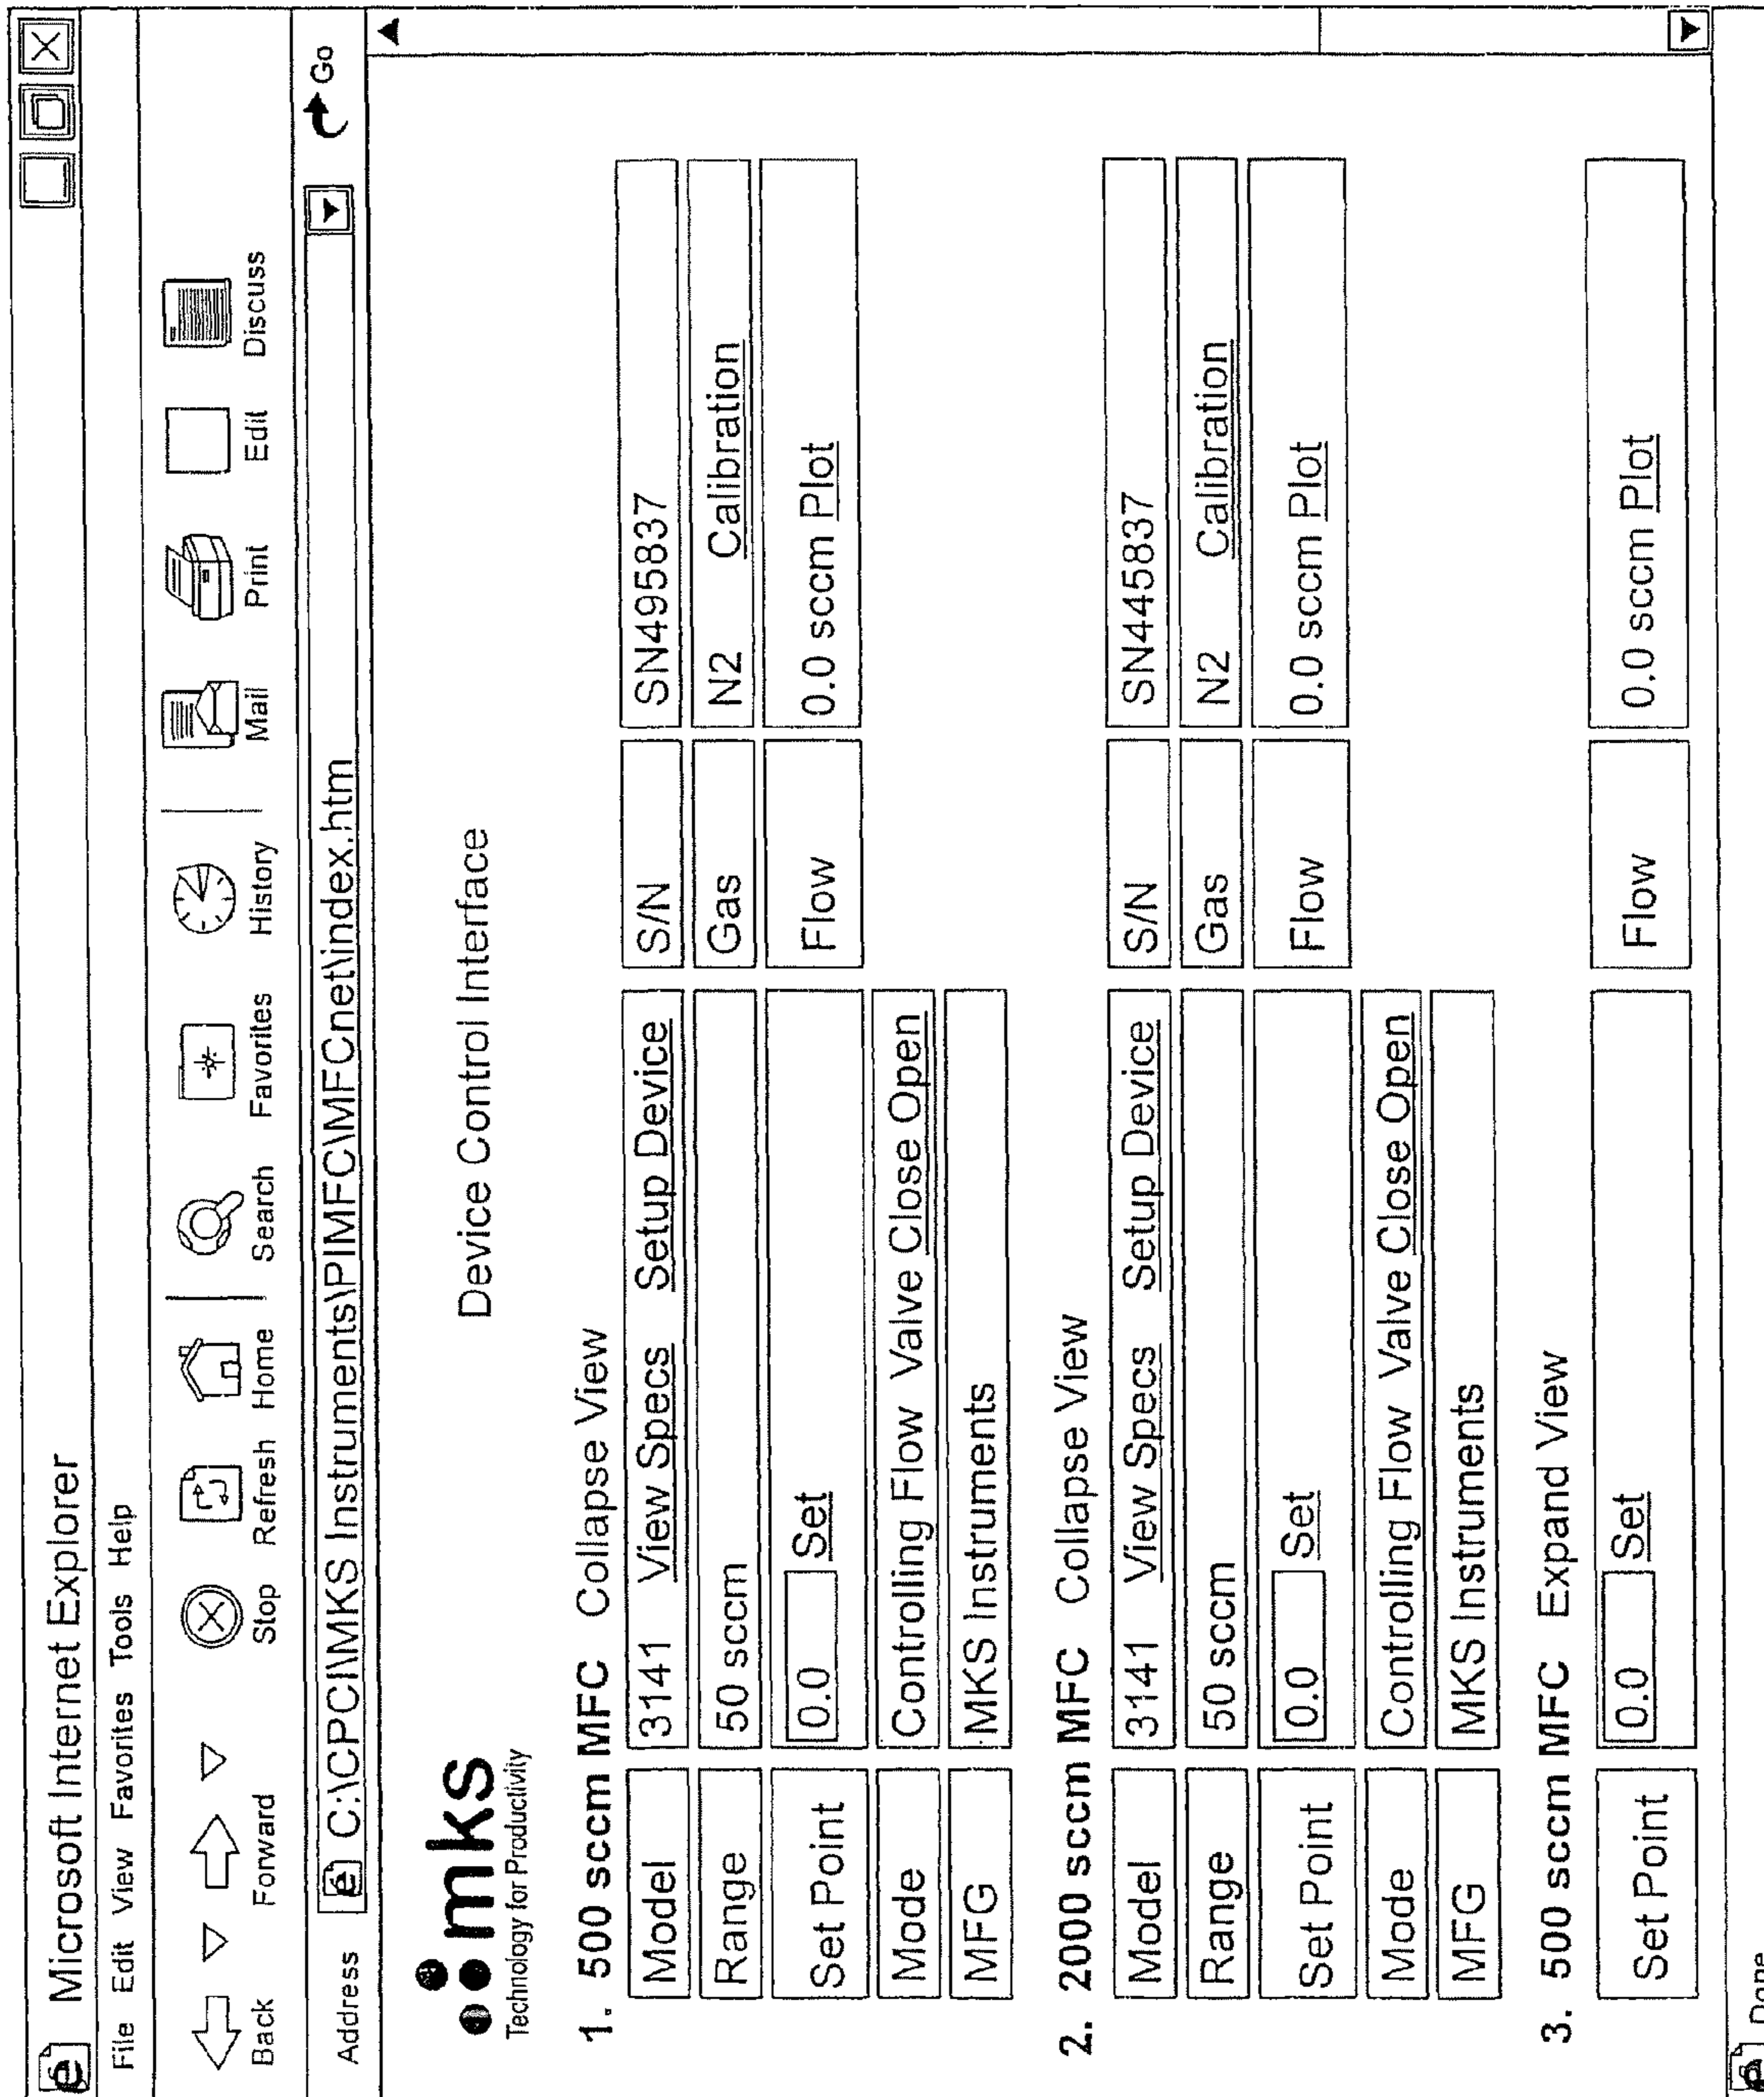 Microsoft Internet Explorer
File Edit View Favorites Tools Help
Back Forward Stop Refresh Home Search Favorites History Mail Print Edit Discuss
Address C:\CPCI\MKS Instruments\PIMFC\MFCnet\index.htm Go
mks
Technology for Productivity
Device Control Interface
1. 500 sccm MFC Collapse View
Model 3141 View Specs Setup Device S/N SN495837
Range 50 sccm Gas N2 Calibration
Set Point 0.0 Set Flow 0.0 sccm Plot
Mode Controlling Flow Valve Close Open
MFG MKS Instruments
2. 2000 sccm MFC Collapse View
Model 3141 View Specs Setup Device S/N SN445837
Range 50 sccm Gas N2 Calibration
Set Point 0.0 Set Flow 0.0 sccm Plot
Mode Controlling Flow Valve Close Open
MFG MKS Instruments
3. 500 sccm MFC Expand View
Set Point 0.0 Set Flow 0.0 sccm Plot
Done